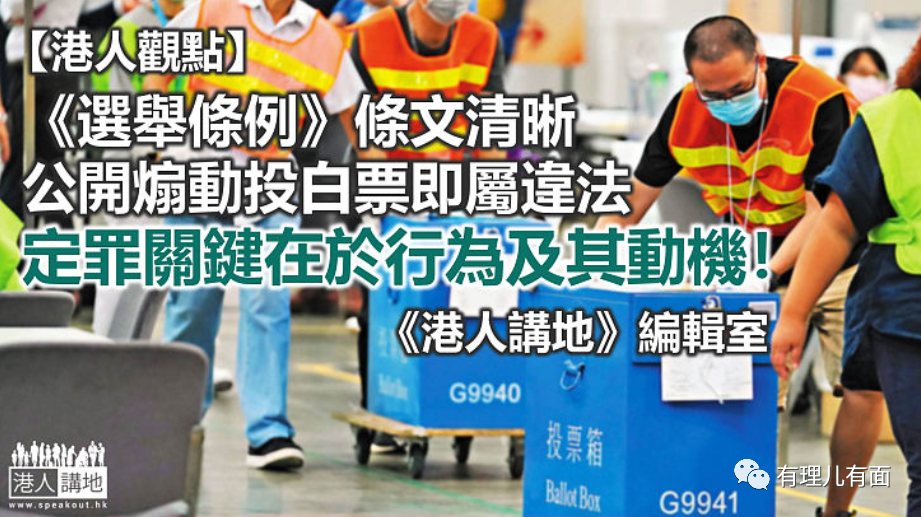 【港人觀點】
《選舉條例》條文清晰
公開煽動投白票即屬違法
定罪關鍵在於行為及其動機！
《港人講地》編輯室
G9940
Ballot Box
投票箱
Ballot Box
G9941
港人講地
www.speakout.hk
有理儿有面